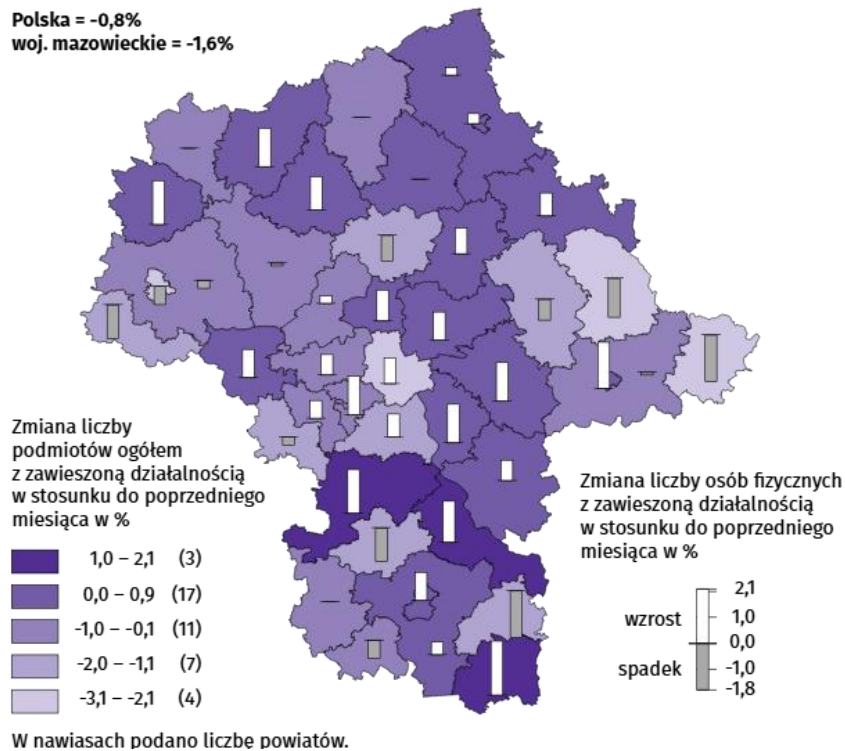 Polska = -0,8%
woj. mazowieckie = -1,6%
Zmiana liczby
podmiotów ogółem
z zawieszoną działalnością
w stosunku do poprzedniego
miesiąca w %
1,0 – 2,1 (3)
0,0 – 0,9 (17)
-1,0 – -0,1 (11)
-2,0 – -1,1 (7)
-3,1 – -2,1 (4)
W nawiasach podano liczbę powiatów.
Zmiana liczby osób fizycznych
z zawieszoną działalnością
w stosunku do poprzedniego
miesiąca w %
2,1
wzrost 1,0
0,0
spadek -1,0
-1,8